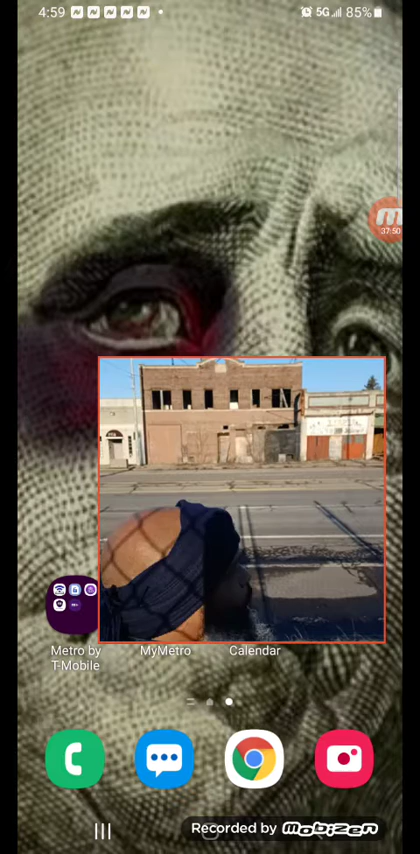 4:59
5G 85%
37:50
Metro by
T-Mobile
MyMetro
Calendar
Recorded by mobizen